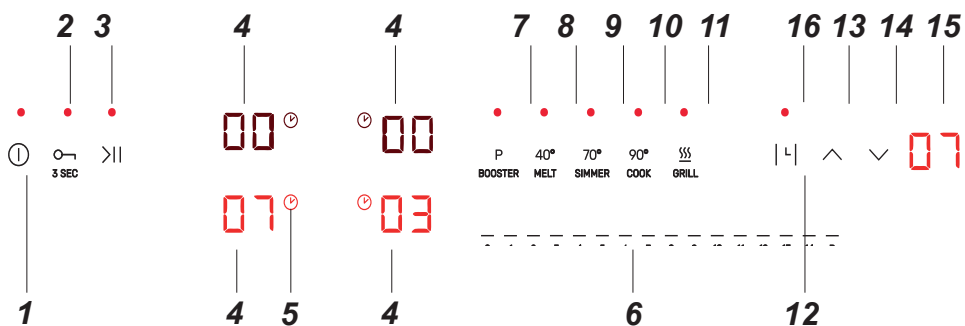 2 3 4 4 7 8 9 10 11 16 13 14 15
00 00
P 40° 70° 90°
3 SEC BOOSTER MELT SIMMER COOK GRILL
07
07 03
1 4 5 4 6 12